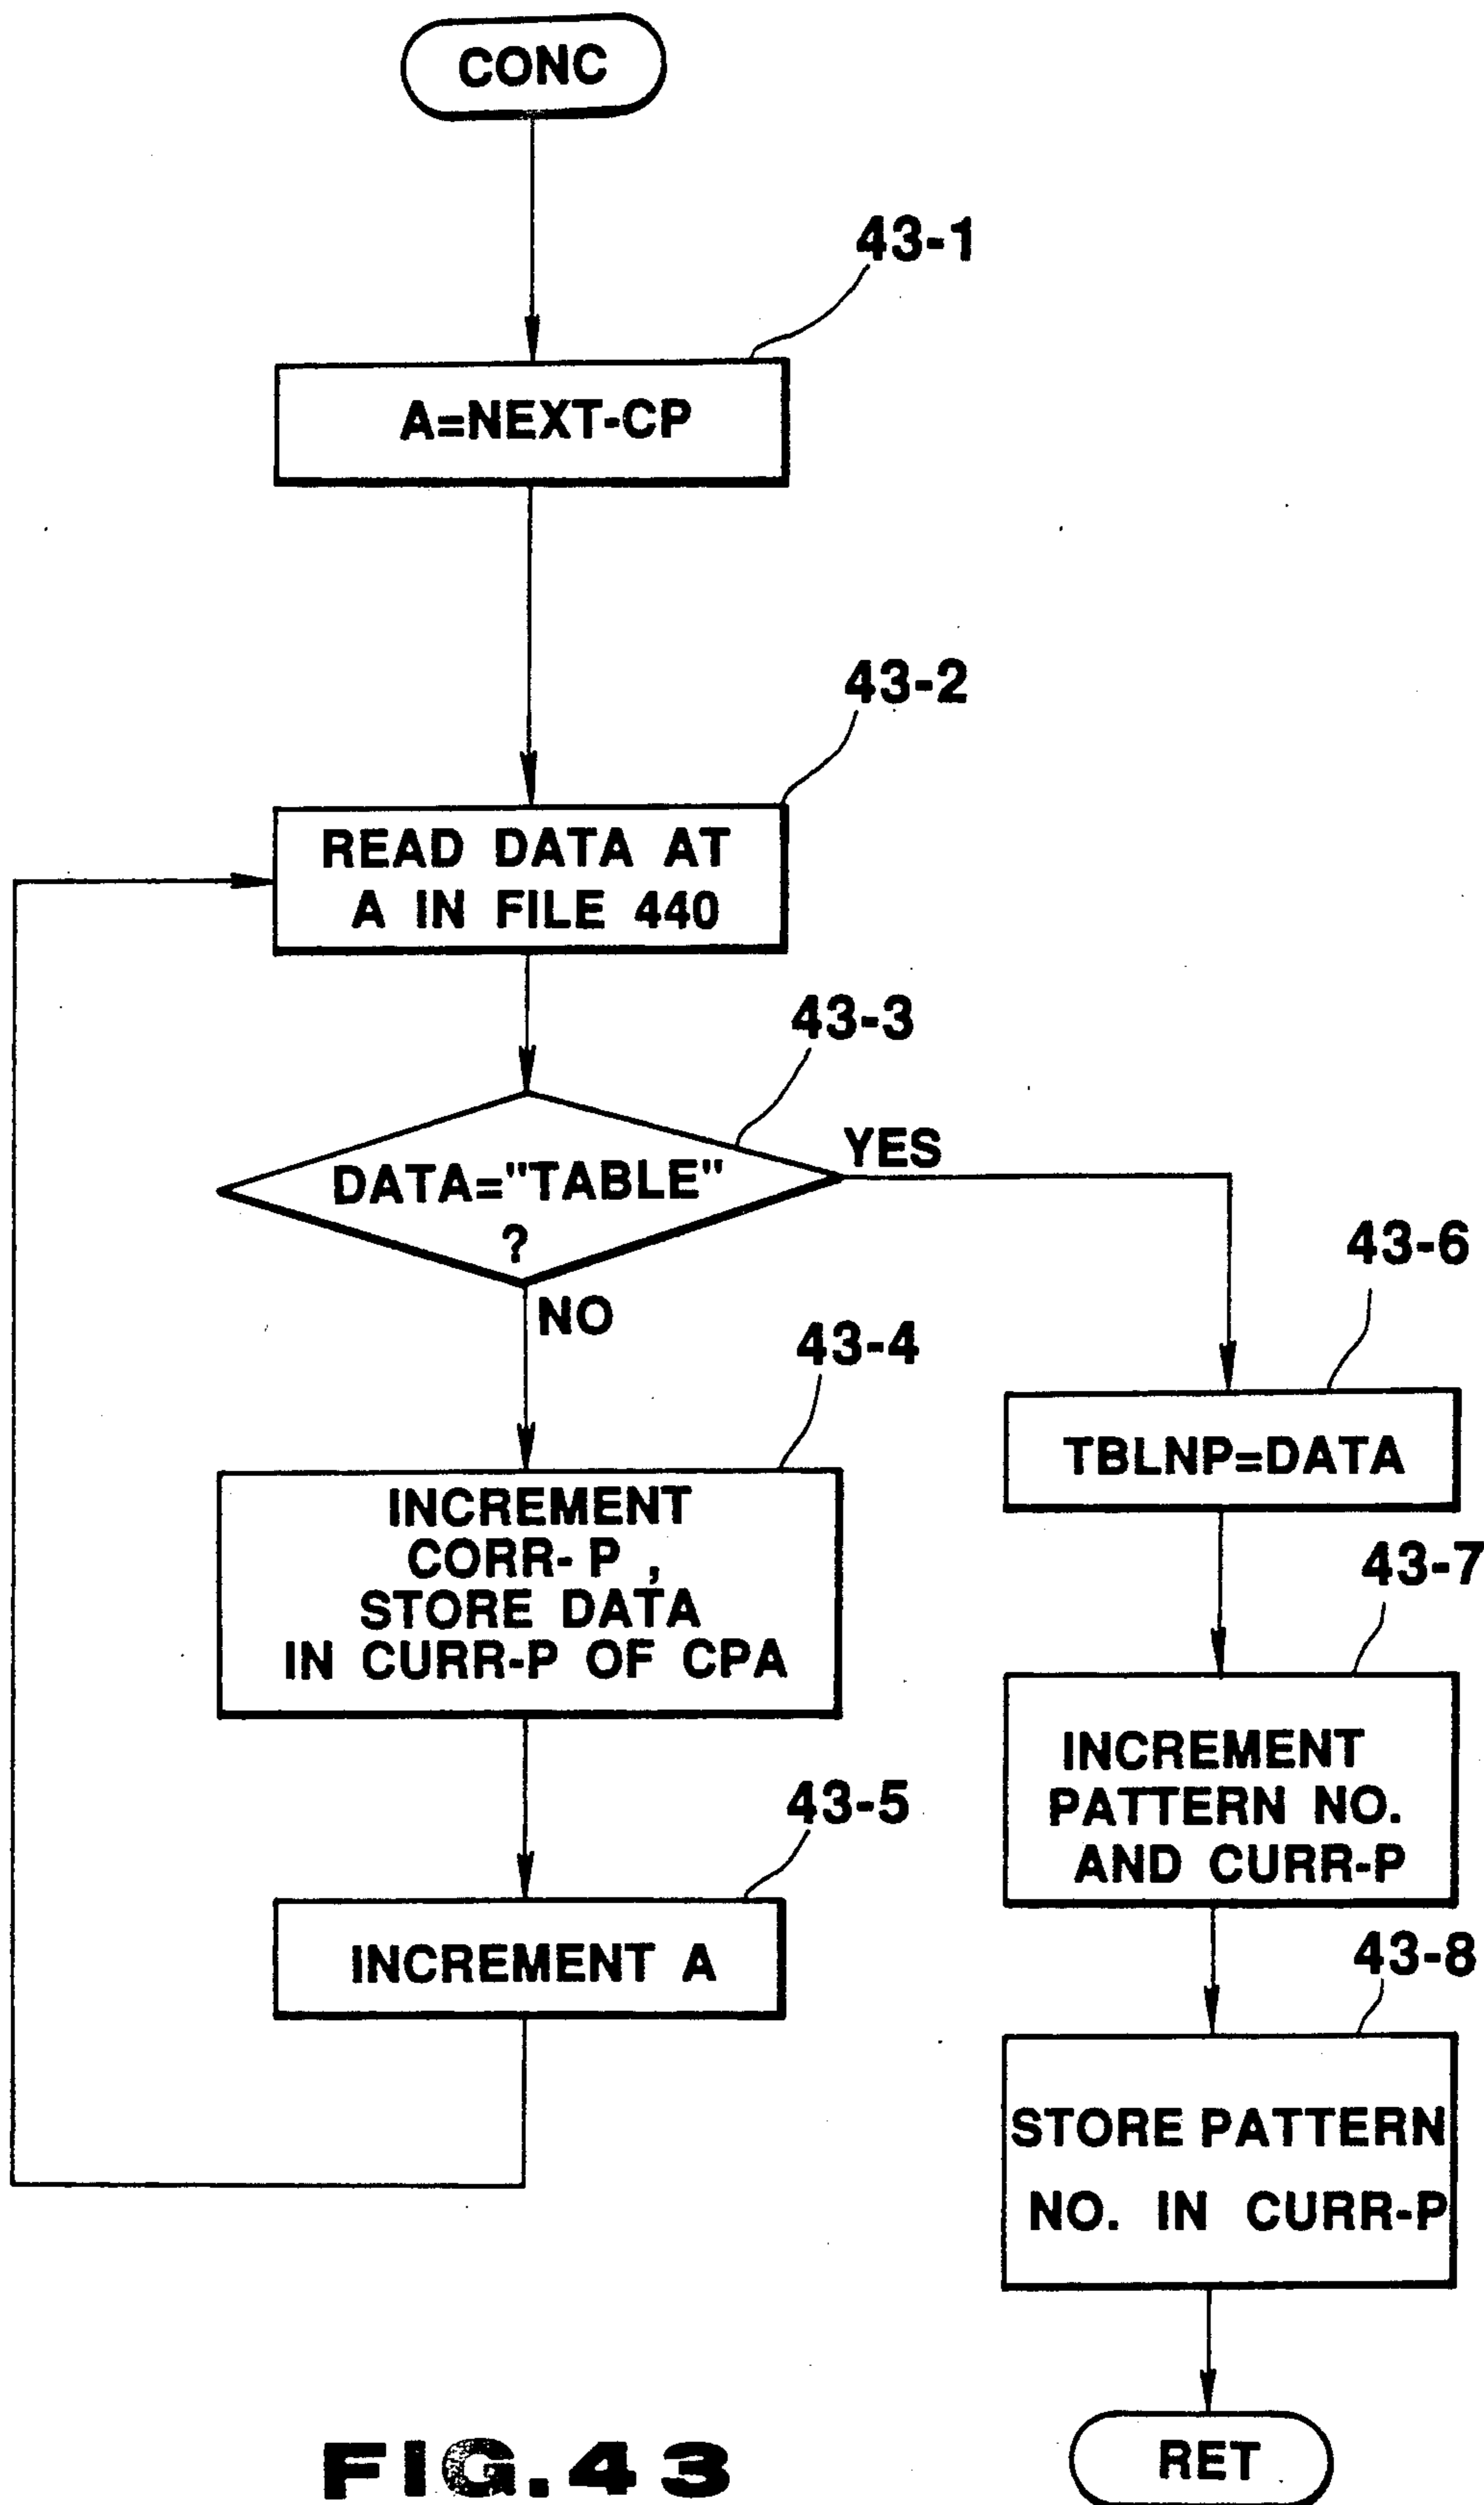 CONC
43-1
A=NEXT-CP
43-2
READ DATA AT
A IN FILE 440
43-3
DATA="TABLE"
?
YES
NO
43-4
INCREMENT
CORR-P,
STORE DATA
IN CURR-P OF CPA
43-5
INCREMENT A
43-6
TBLNP=DATA
43-7
INCREMENT
PATTERN NO.
AND CURR-P
43-8
STORE PATTERN
NO. IN CURR-P
RET
FIG.43